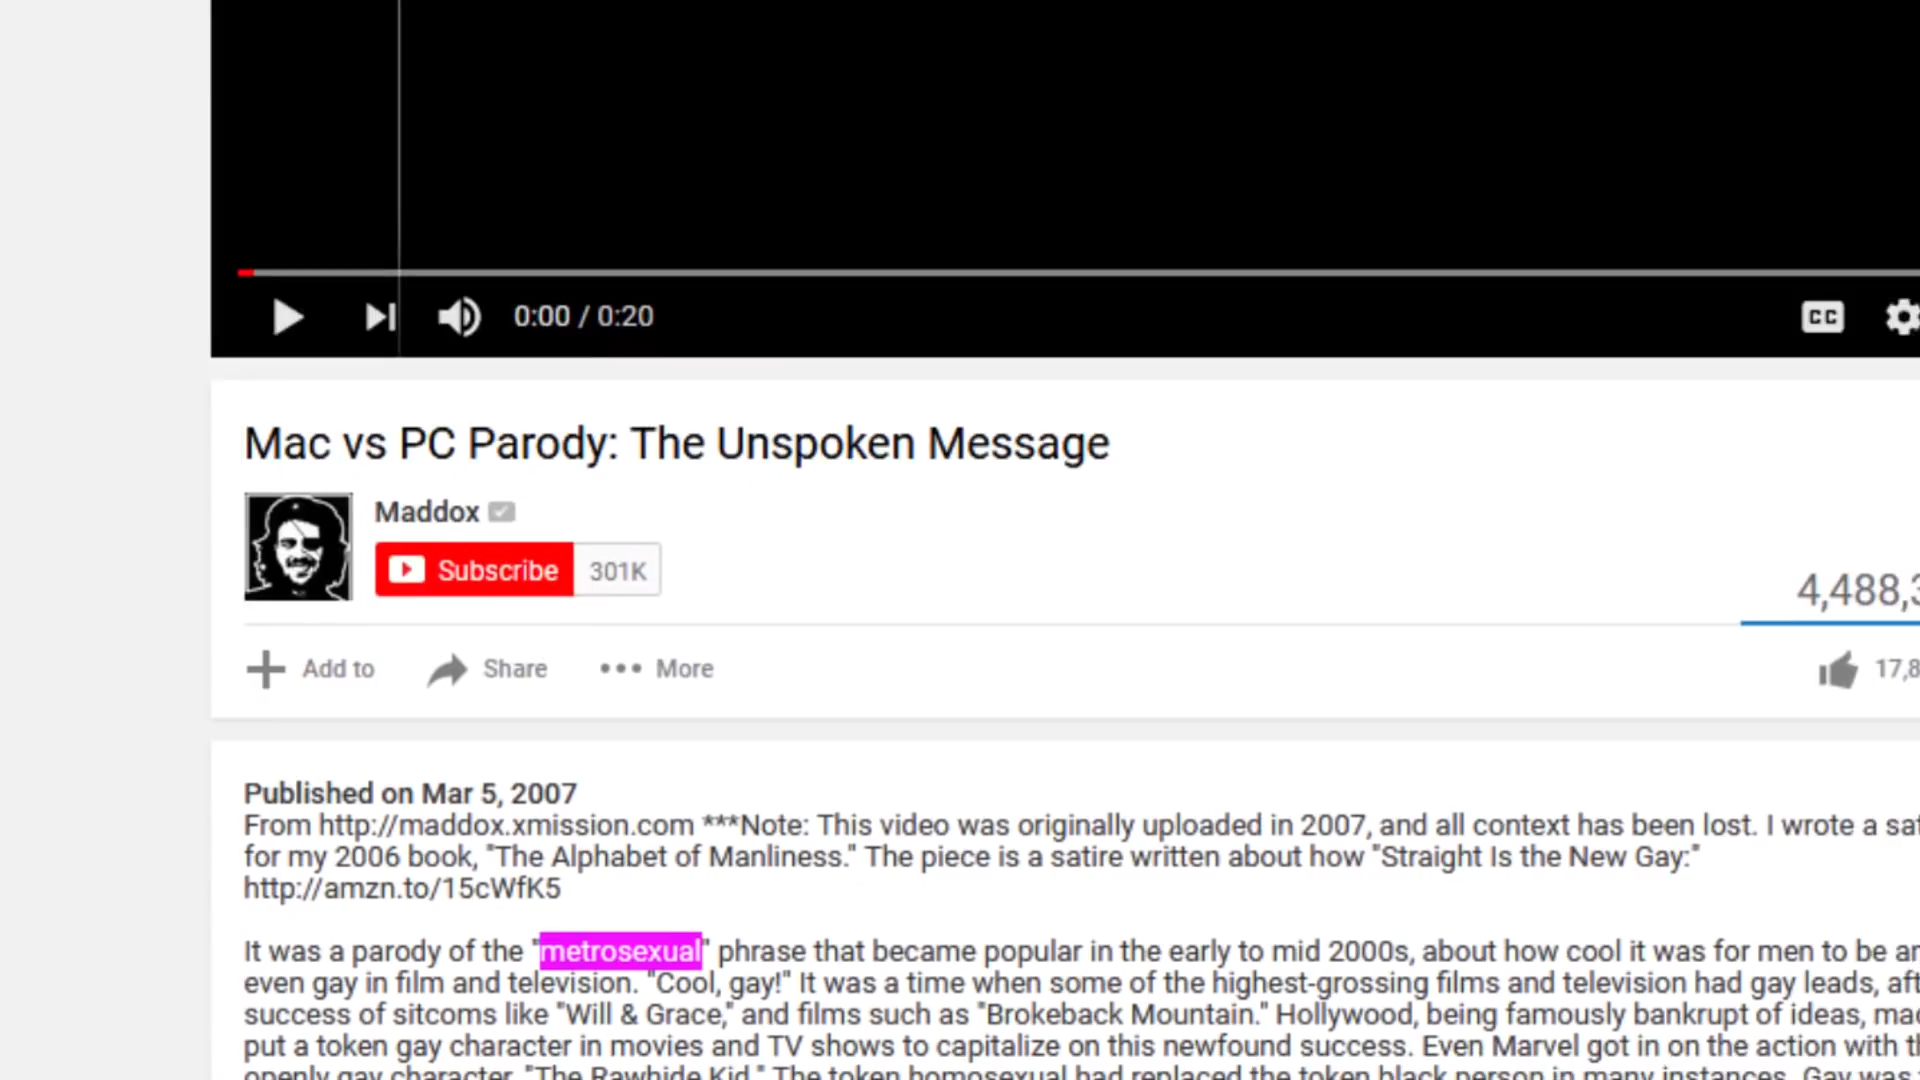 0:00 / 0:20
CC
Mac vs PC Parody: The Unspoken Message
Maddox
Subscribe 301K
4,488,3
Add to Share More
17,8
Published on Mar 5, 2007
From http://maddox.xmission.com ***Note: This video was originally uploaded in 2007, and all context has been lost. I wrote a sat
for my 2006 book, "The Alphabet of Manliness." The piece is a satire written about how "Straight Is the New Gay:"
http://amzn.to/15cWfK5
It was a parody of the "metrosexual" phrase that became popular in the early to mid 2000s, about how cool it was for men to be an
even gay in film and television. "Cool, gay!" It was a time when some of the highest-grossing films and television had gay leads, aft
success of sitcoms like "Will & Grace," and films such as "Brokeback Mountain." Hollywood, being famously bankrupt of ideas, mad
put a token gay character in movies and TV shows to capitalize on this newfound success. Even Marvel got in on the action with th
openly gay character, "The Rawhide Kid." The token homosexual had replaced the token black person in many instances. Gay was